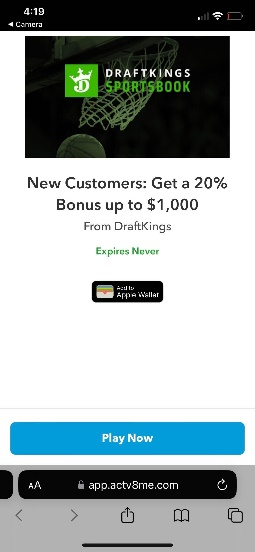 4:19
◀ Camera
DRAFTKINGS
SPORTSBOOK
New Customers: Get a 20%
Bonus up to $1,000
From DraftKings
Expires Never
Add to
Apple Wallet
Play Now
AA app.actv8me.com